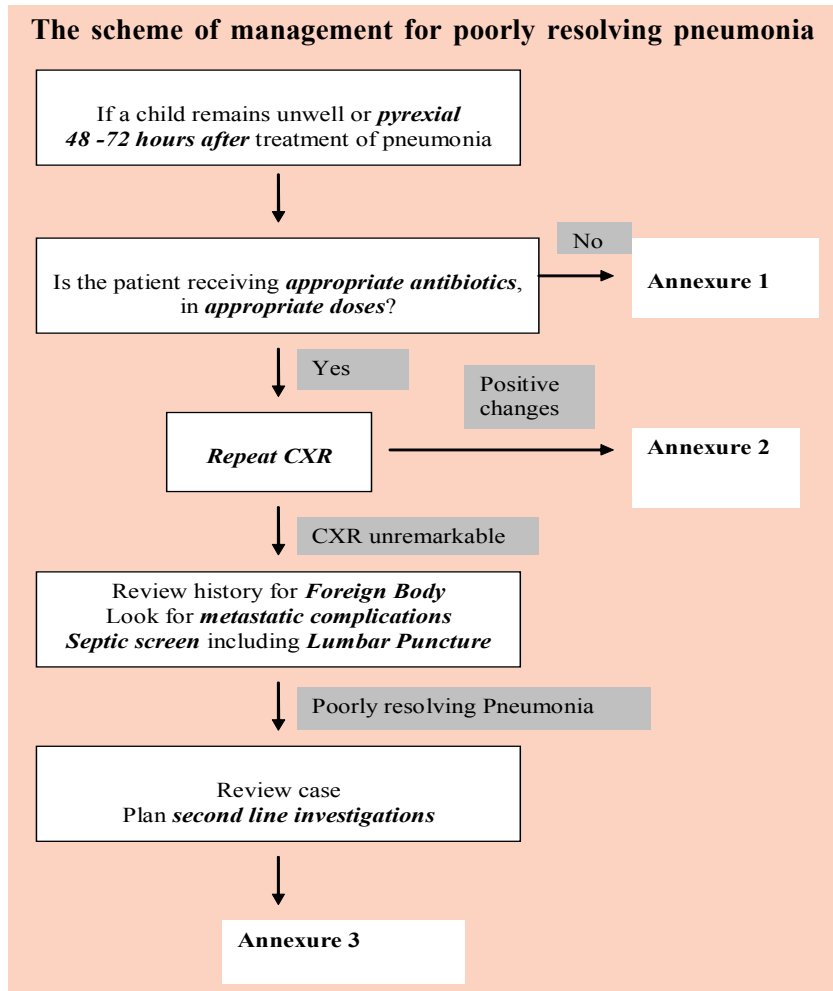 The scheme of management for poorly resolving pneumonia
If a child remains unwell or pyrexial
48 -72 hours after treatment of pneumonia
No
Is the patient receiving appropriate antibiotics,
in appropriate doses?
Annexure 1
Yes
Positive
changes
Repeat CXR
Annexure 2
CXR unremarkable
Review history for Foreign Body
Look for metastatic complications
Septic screen including Lumbar Puncture
Poorly resolving Pneumonia
Review case
Plan second line investigations
Annexure 3